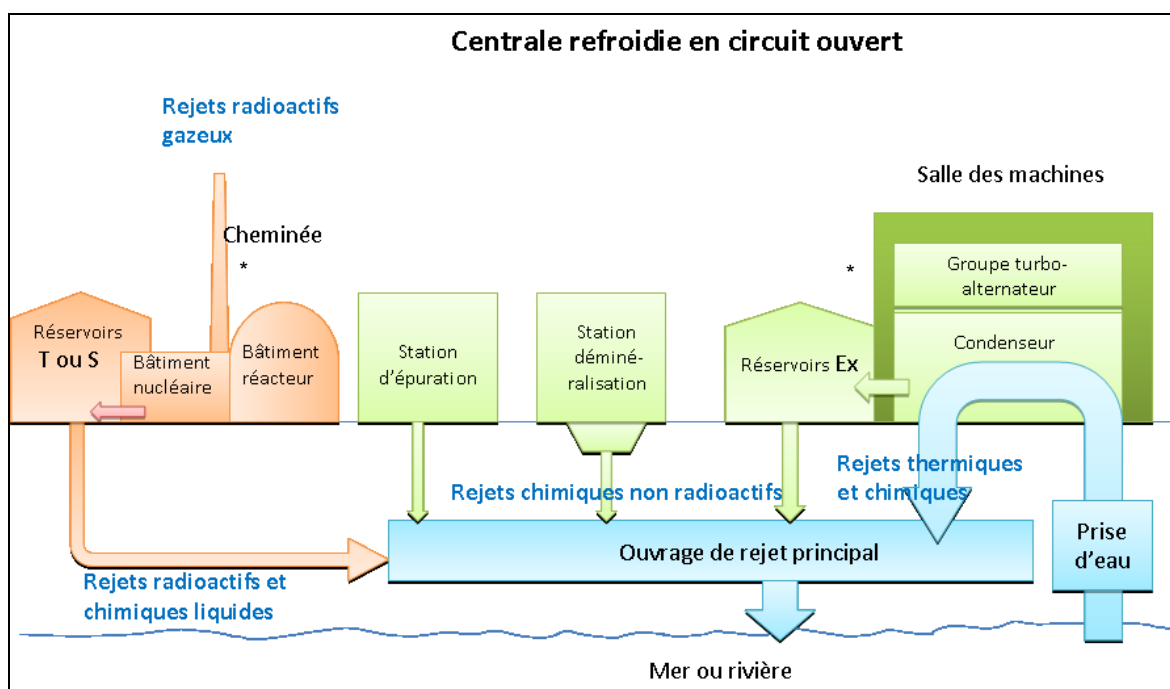 Centrale refroidie en circuit ouvert
Rejets radioactifs
gazeux
Salle des machines
Cheminée
*
*
Groupe turbo-
alternateur
Réservoirs
T ou S
Bâtiment
nucléaire
Bâtiment
réacteur
Station
d'épuration
Station
déminé-
ralisation
Réservoirs Ex
Condenseur
Rejets chimiques non radioactifs
Rejets thermiques
et chimiques
Ouvrage de rejet principal
Prise
d'eau
Rejets radioactifs et
chimiques liquides
Mer ou rivière